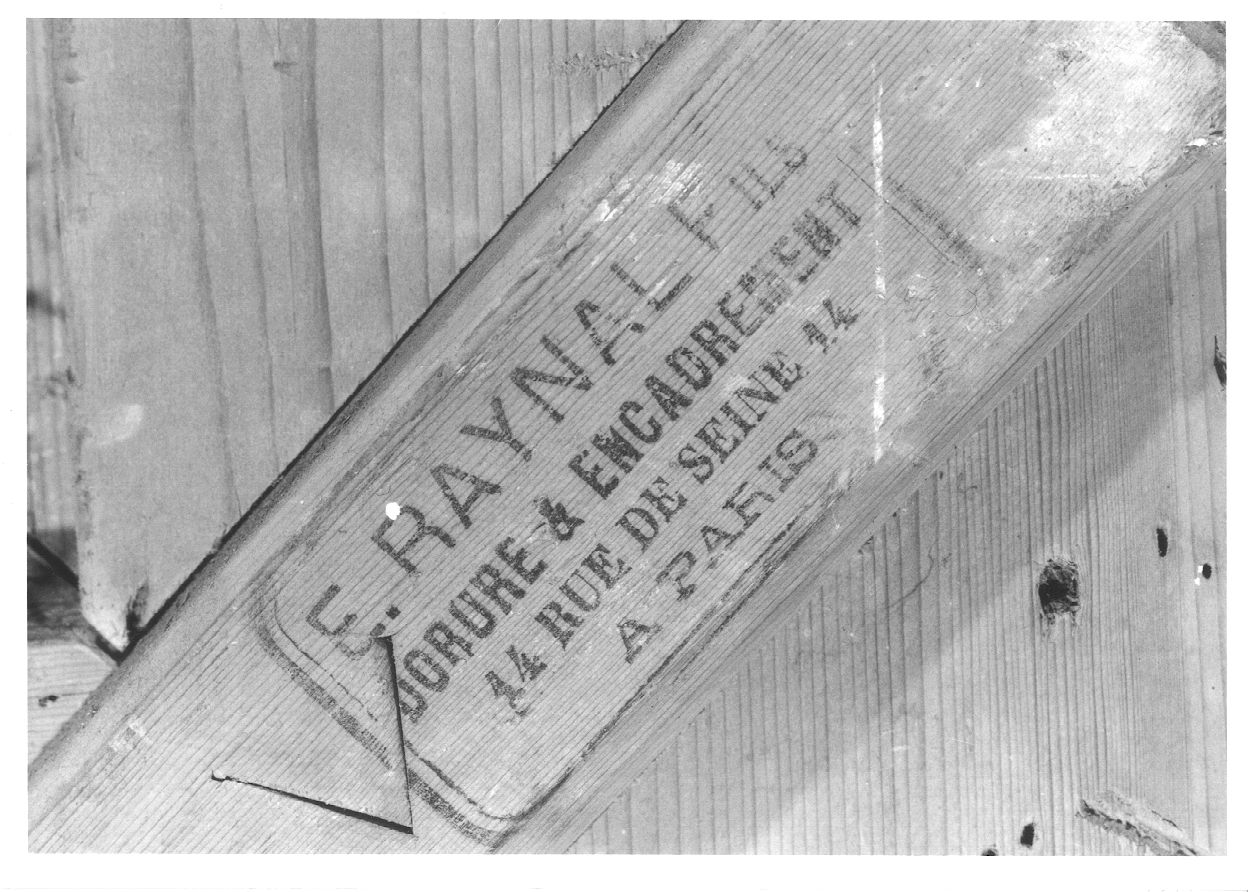 E. RAYNAL FILS
DORURE & ENCADREMENT
14 RUE DE SEINE 14
A PARIS